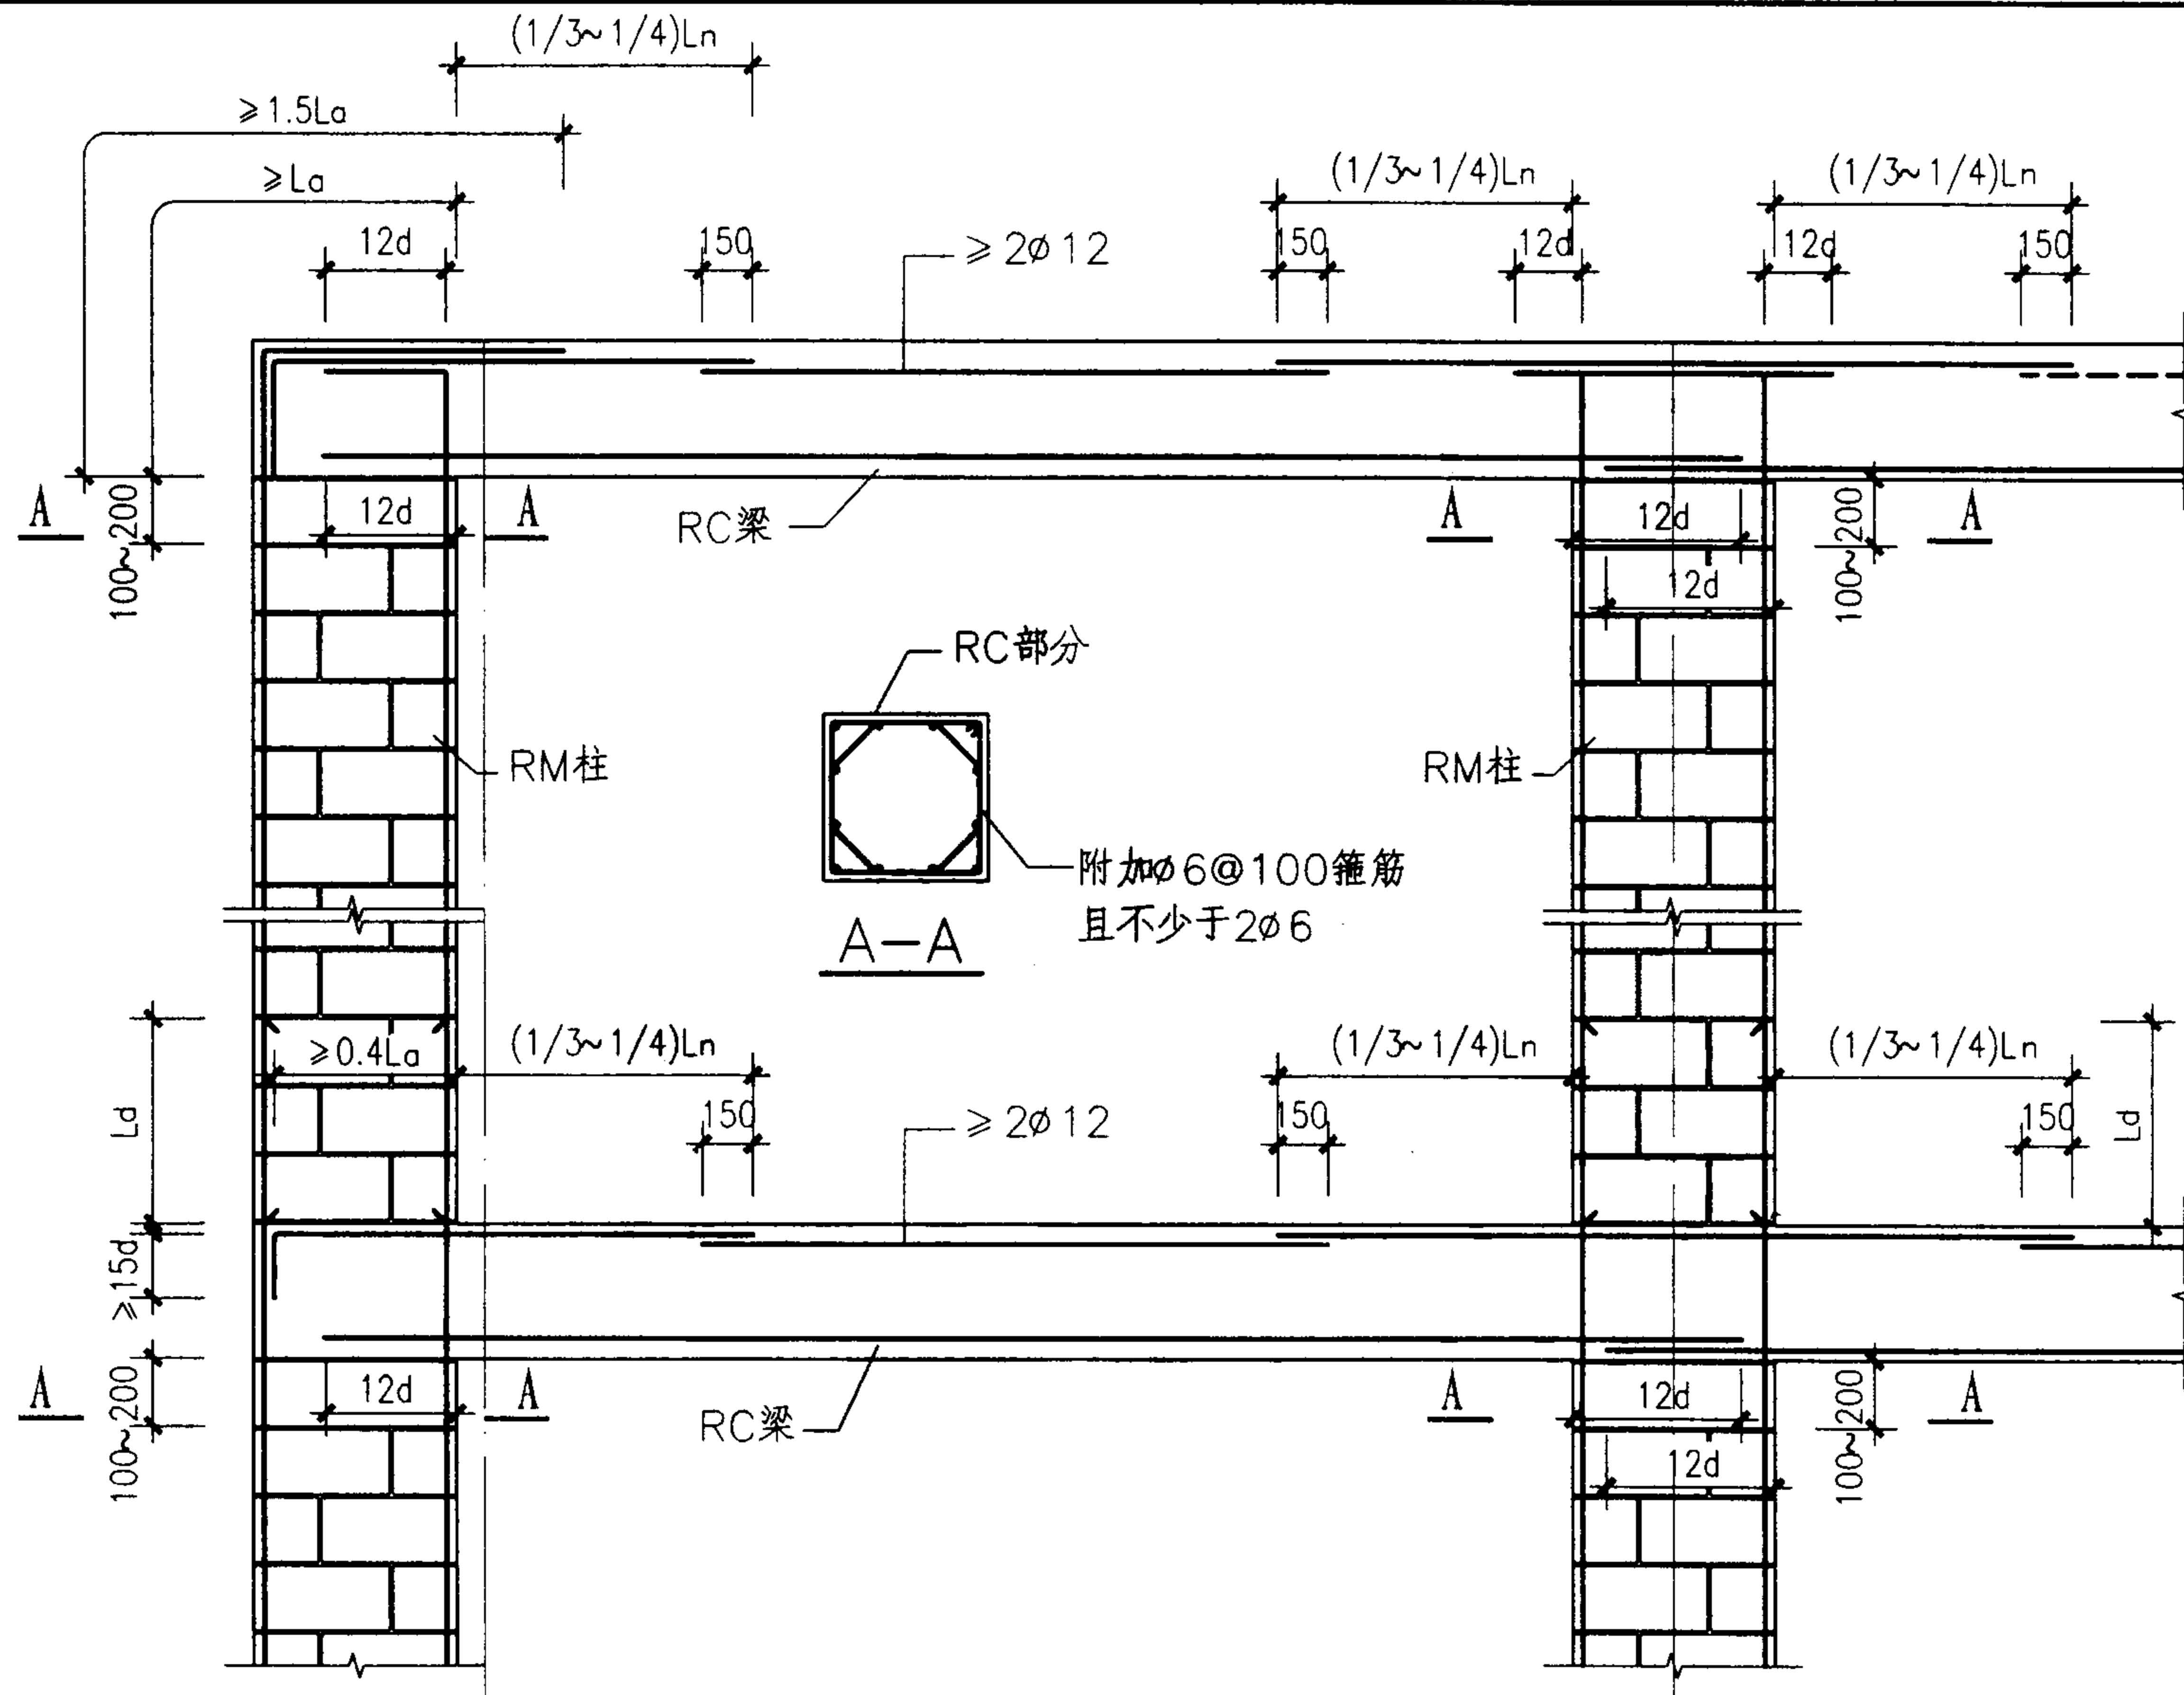 (1/3~1/4)Ln
≥1.5La
≥La
(1/3~1/4)Ln
(1/3~1/4)Ln
12d
150
≥2ø12
150
12d
12d
150
A
100~200
12d
A
RC梁
A
12d
100~200
A
12d
RC部分
RM柱
RM柱
附加ø6@100箍筋
且不少于2ø6
A-A
≥0.4La
(1/3~1/4)Ln
(1/3~1/4)Ln
(1/3~1/4)Ln
Ld
150
≥2ø12
150
150
Ld
≥15d
A
100~200
12d
A
RC梁
A
12d
100~200
A
12d